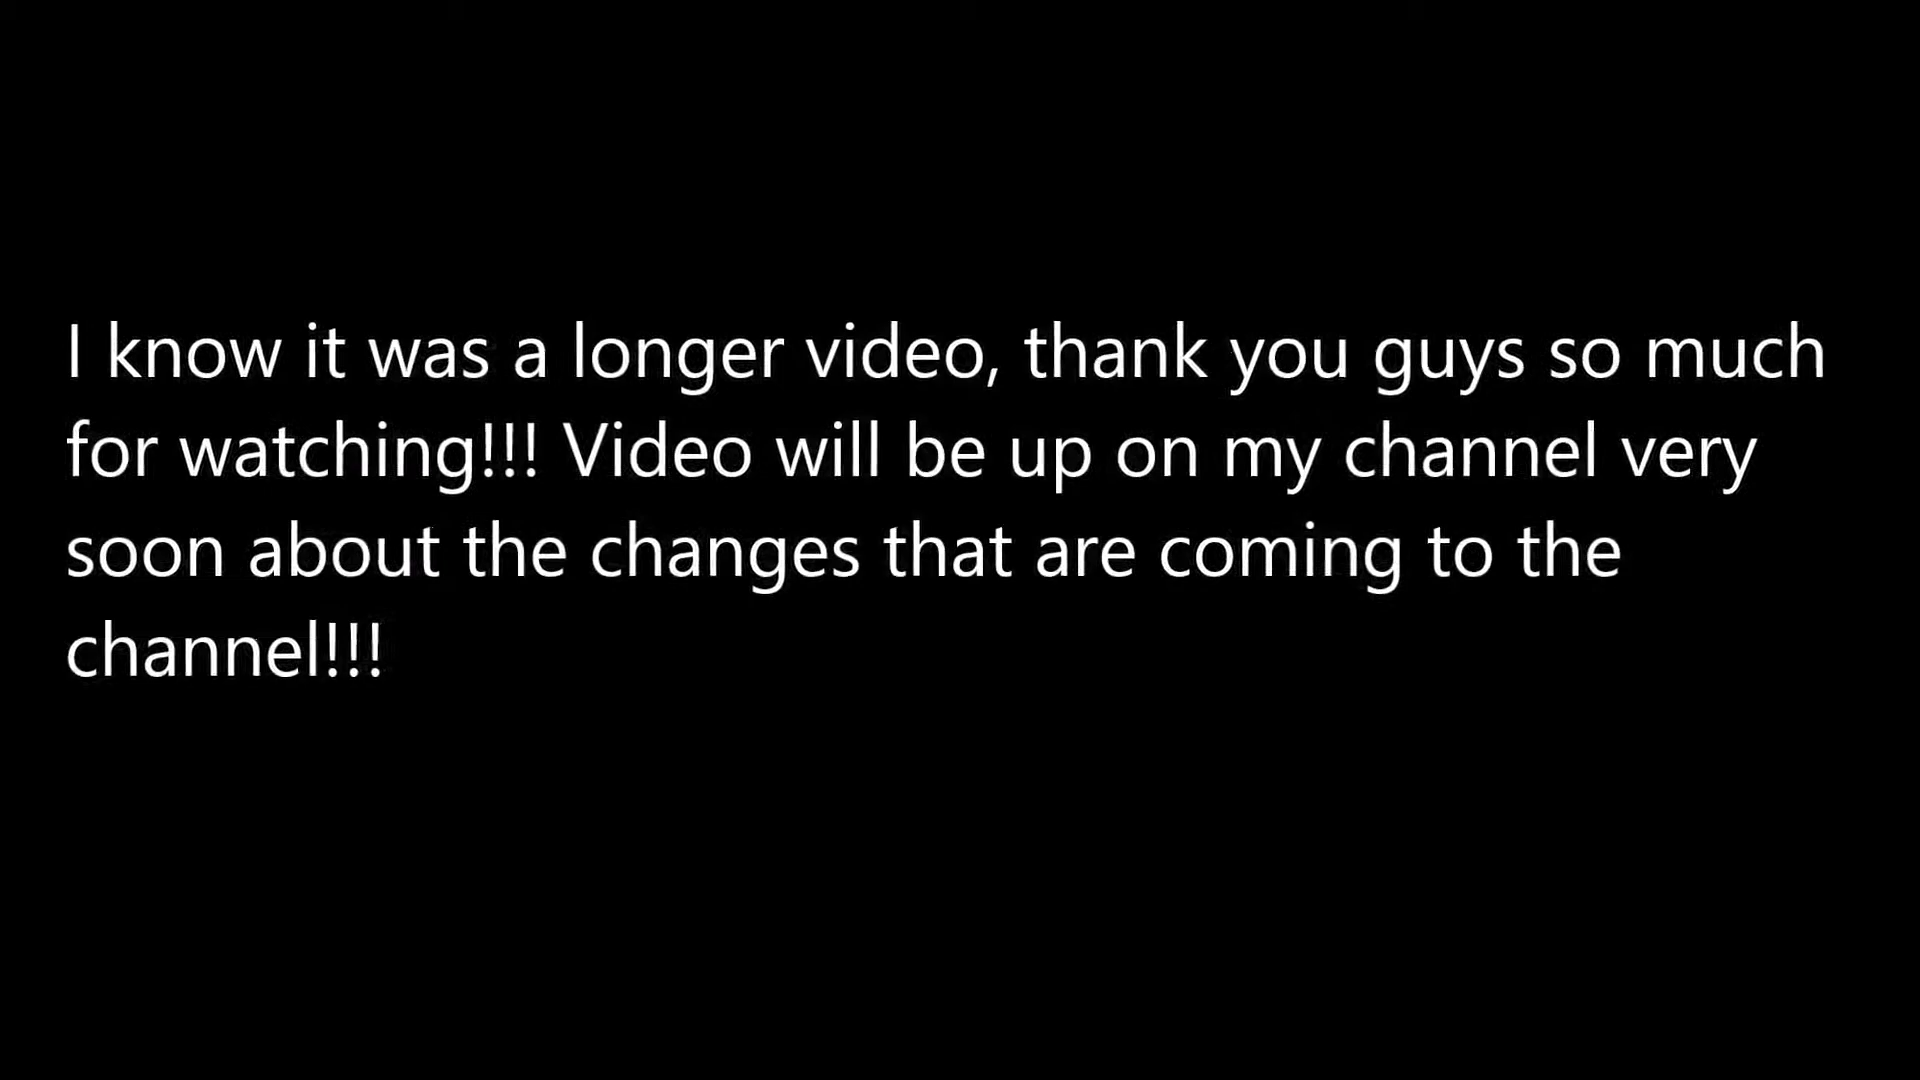 I know it was a longer video, thank you guys so much
for watching!!! Video will be up on my channel very
soon about the changes that are coming to the
channel!!!